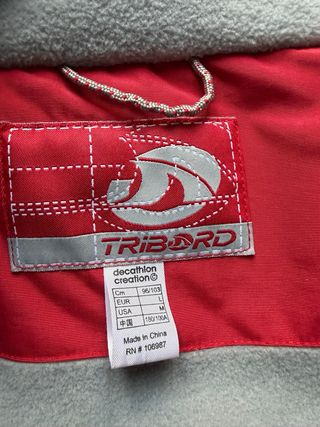 TRIBORD
decathlon
creation©
Cm 96/103
EUR L
USA M
中国 180/100A
Made in China
RN # 106987